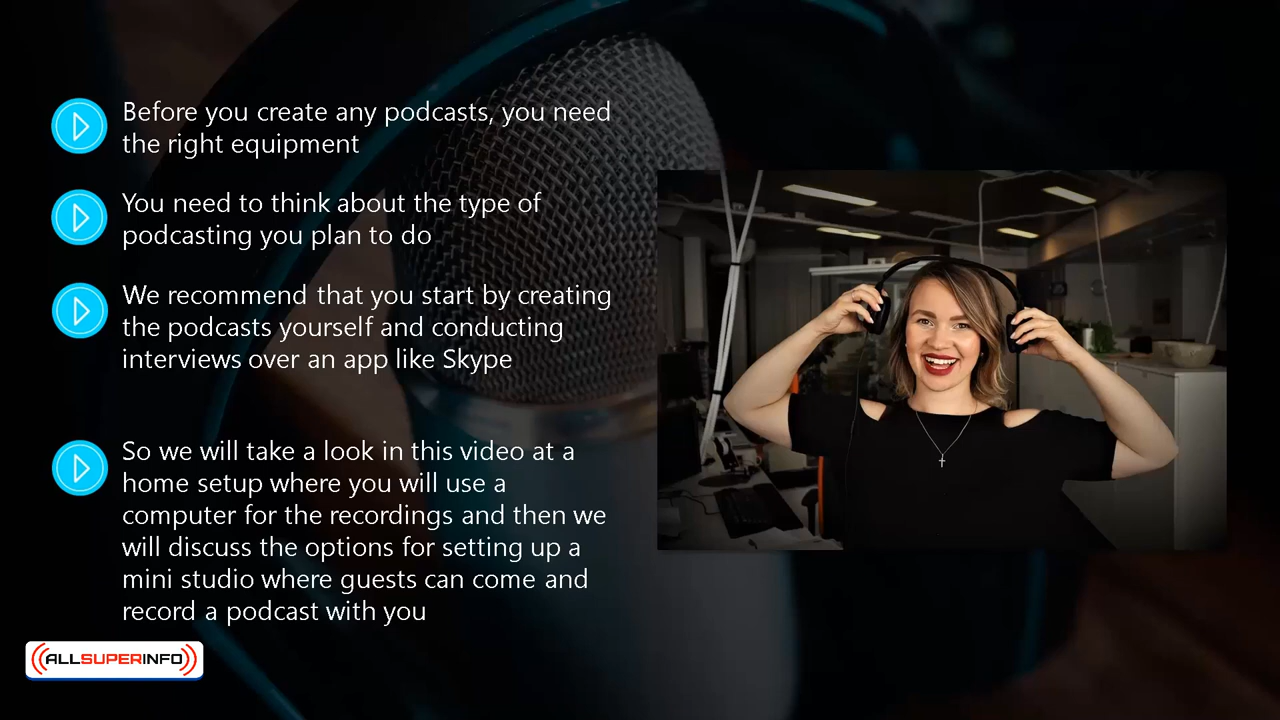 Before you create any podcasts, you need
the right equipment
You need to think about the type of
podcasting you plan to do
We recommend that you start by creating
the podcasts yourself and conducting
interviews over an app like Skype
So we will take a look in this video at a
home setup where you will use a
computer for the recordings and then we
will discuss the options for setting up a
mini studio where guests can come and
record a podcast with you
ALLSUPERINFO